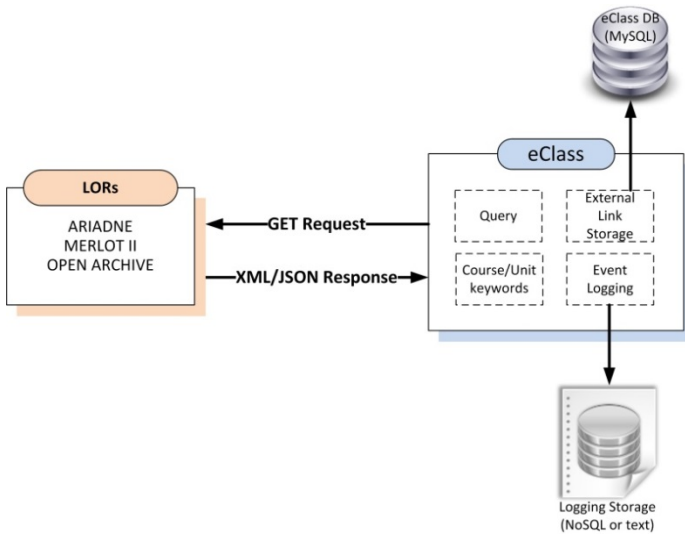 eClass DB
(MySQL)
eClass
LORs
ARIADNE
MERLOT II
OPEN ARCHIVE
GET Request
XML/JSON Response
Query
External
Link
Storage
Course/Unit
keywords
Event
Logging
Logging Storage
(NoSQL or text)